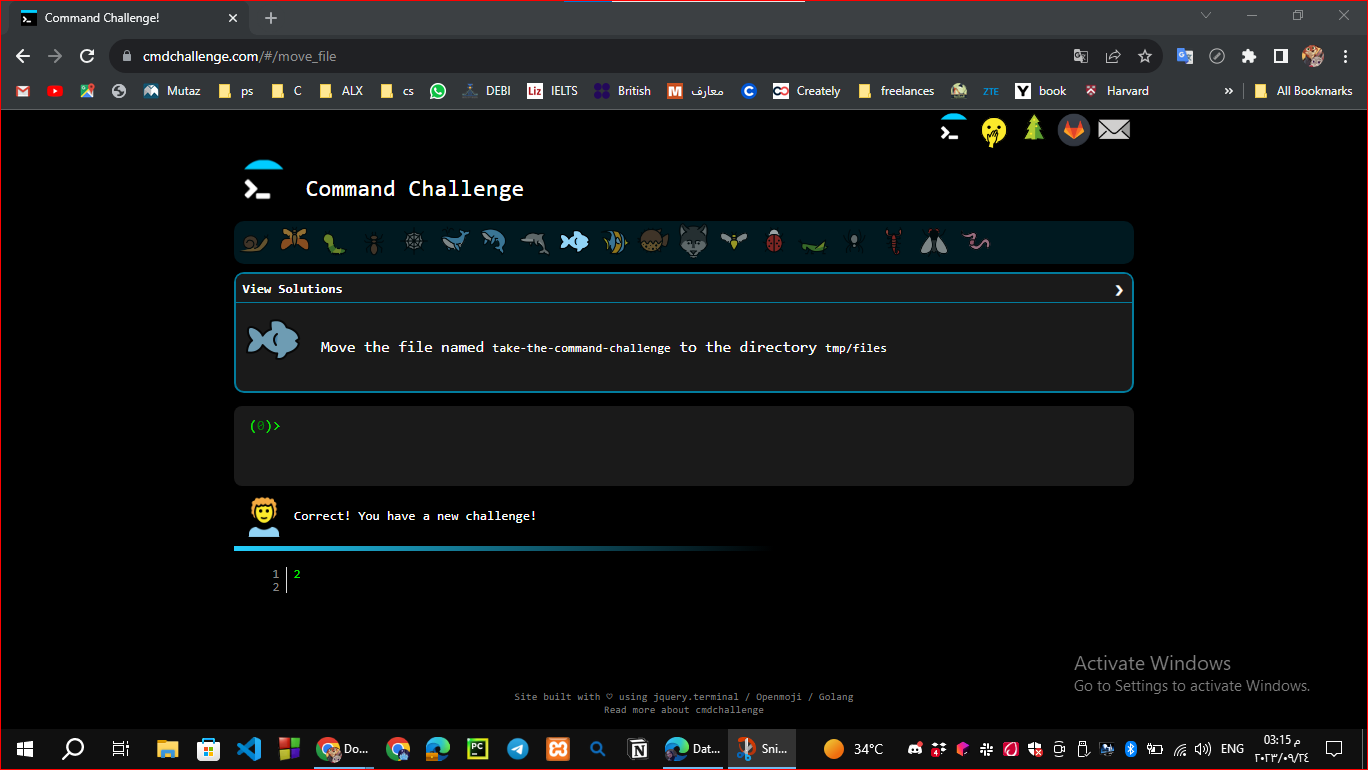 Command Challenge!
cmdchallenge.com/#/move_file
Mutaz ps C ALX cs DEBI Liz IELTS British M معارف C Creately freelances ZTE Y book Harvard » All Bookmarks
Command Challenge
View Solutions
Move the file named take-the-command-challenge to the directory tmp/files
(0)>
Correct! You have a new challenge!
1 2
2
Activate Windows
Go to Settings to activate Windows.
Site built with ♡ using jquery.terminal / Openmoji / Golang
Read more about cmdchallenge
PC Do... Dat... Sni... 34°C 4 ENG
03:15 م
٢٠٢٣/٠٩/٢٤